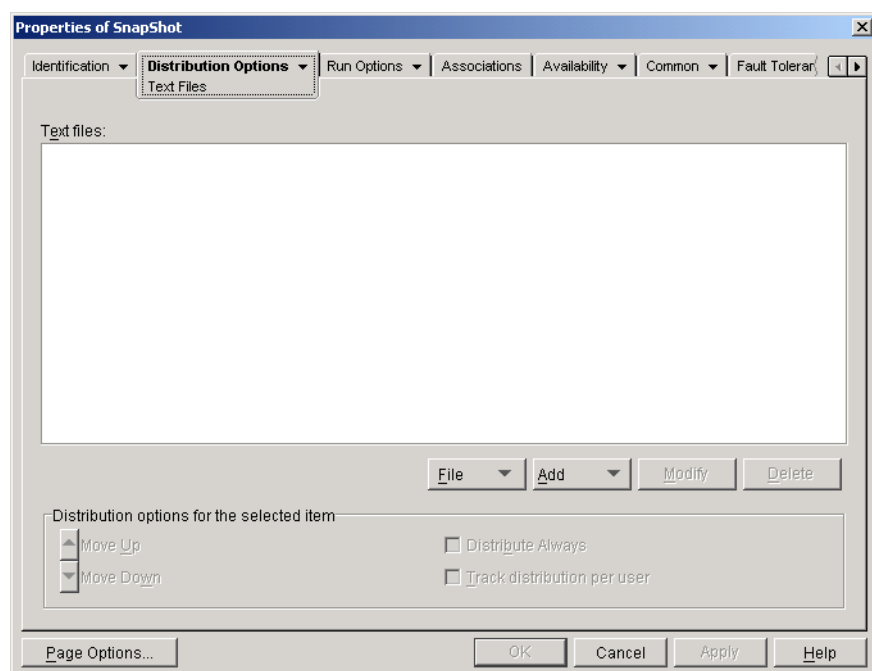 Properties of SnapShot
Identification Distribution Options Run Options Associations Availability Common Fault Toleran
Text Files
Text files:
File Add Modify Delete
Distribution options for the selected item
Move Up Distribute Always
Move Down Track distribution per user
Page Options... OK Cancel Apply Help